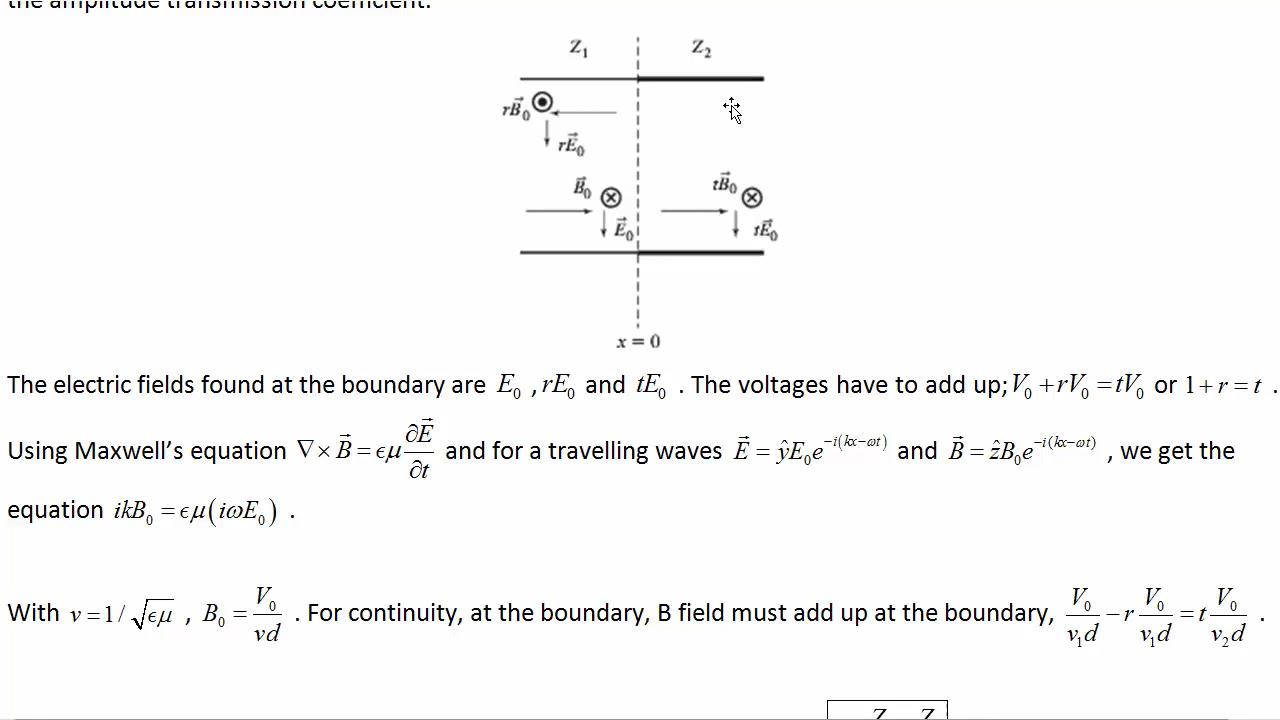 the amplitude transmission coefficient.
Z₁ Z₂
rB⃗₀
rE⃗₀
B⃗₀ tB⃗₀
E⃗₀ tE⃗₀
x = 0
The electric fields found at the boundary are E₀ , rE₀ and tE₀ . The voltages have to add up; V₀ + rV₀ = tV₀ or 1 + r = t .
Using Maxwell's equation ∇ × B⃗ = ϵμ ∂E⃗/∂t and for a travelling waves E⃗ = ŷE₀e^{−i(kx−ωt)} and B⃗ = ẑB₀e^{−i(kx−ωt)} , we get the
equation ikB₀ = ϵμ(iωE₀) .
With v = 1/√ϵμ , B₀ = V₀/vd . For continuity, at the boundary, B field must add up at the boundary, V₀/v₁d − r V₀/v₁d = t V₀/v₂d .